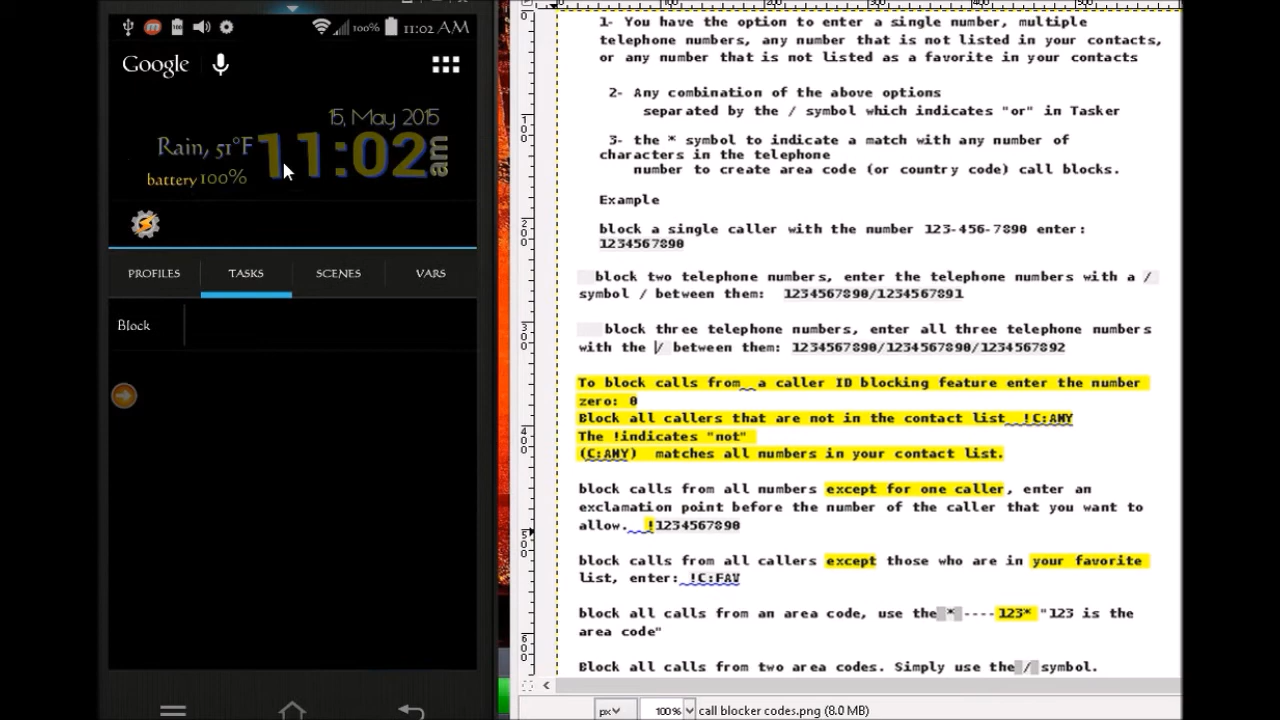 100% 11:02 AM
Google
15, May 2015
Rain, 51°F
11:02 am
battery 100%
PROFILES TASKS SCENES VARS
Block
0 100 400 500
1- You have the option to enter a single number, multiple
telephone numbers, any number that is not listed in your contacts,
or any number that is not listed as a favorite in your contacts
2- Any combination of the above options
separated by the / symbol which indicates "or" in Tasker
3- the * symbol to indicate a match with any number of
characters in the telephone
number to create area code (or country code) call blocks.
Example
block a single caller with the number 123-456-7890 enter:
1234567890
block two telephone numbers, enter the telephone numbers with a /
symbol / between them: 1234567890/1234567891
block three telephone numbers, enter all three telephone numbers
with the / between them: 1234567890/1234567890/1234567892
To block calls from a caller ID blocking feature enter the number
zero: 0
Block all callers that are not in the contact list !C:ANY
The !indicates "not"
(C:ANY) matches all numbers in your contact list.
block calls from all numbers except for one caller, enter an
exclamation point before the number of the caller that you want to
allow. !1234567890
block calls from all callers except those who are in your favorite
list, enter: !C:FAV
block all calls from an area code, use the * ----123* "123 is the
area code"
Block all calls from two area codes. Simply use the / symbol.
px 100% call blocker codes.png (8.0 MB)